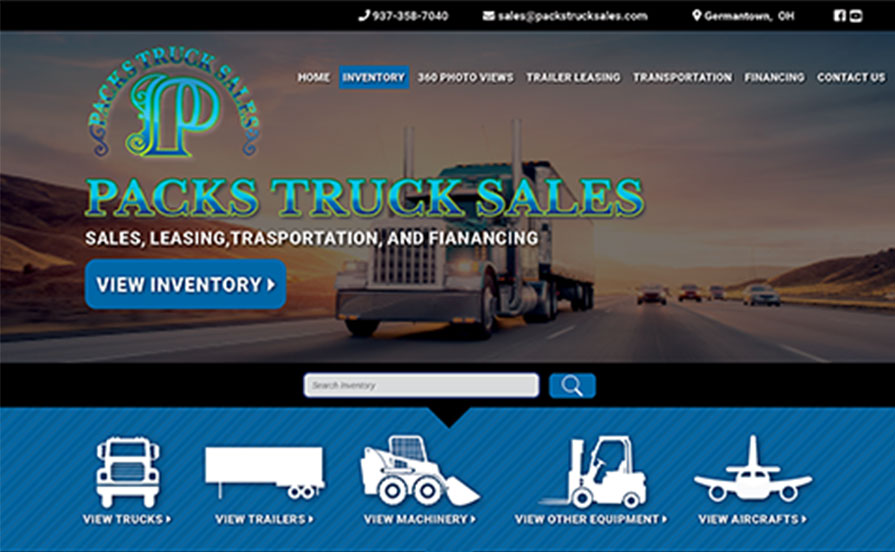 937-358-7040 sales@packstrucksales.com Germantown, OH
PACKS TRUCK SALES
P
HOME INVENTORY 360 PHOTO VIEWS TRAILER LEASING TRANSPORTATION FINANCING CONTACT US
PACKS TRUCK SALES
SALES, LEASING,TRASPORTATION, AND FIANANCING
VIEW INVENTORY
Search Inventory
VIEW TRUCKS VIEW TRAILERS VIEW MACHINERY VIEW OTHER EQUIPMENT VIEW AIRCRAFTS